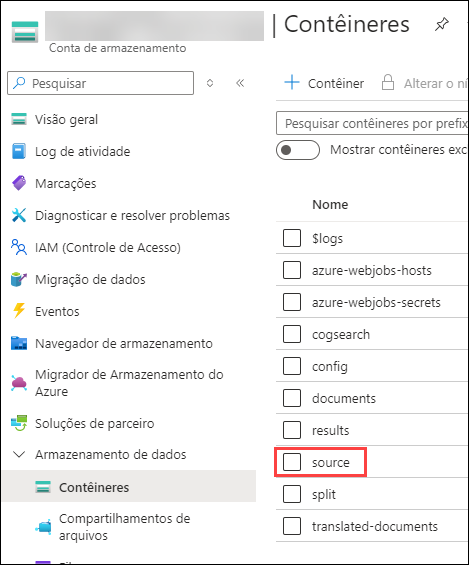 | Contêineres
Conta de armazenamento
Pesquisar
+ Contêiner
Alterar o ní
Visão geral
Log de atividade
Marcações
Diagnosticar e resolver problemas
IAM (Controle de Acesso)
Migração de dados
Eventos
Navegador de armazenamento
Migrador de Armazenamento do
Azure
Soluções de parceiro
Armazenamento de dados
Contêineres
Compartilhamentos de
arquivos
Pesquisar contêineres por prefix
Mostrar contêineres exc
Nome
$logs
azure-webjobs-hosts
azure-webjobs-secrets
cogsearch
config
documents
results
source
split
translated-documents